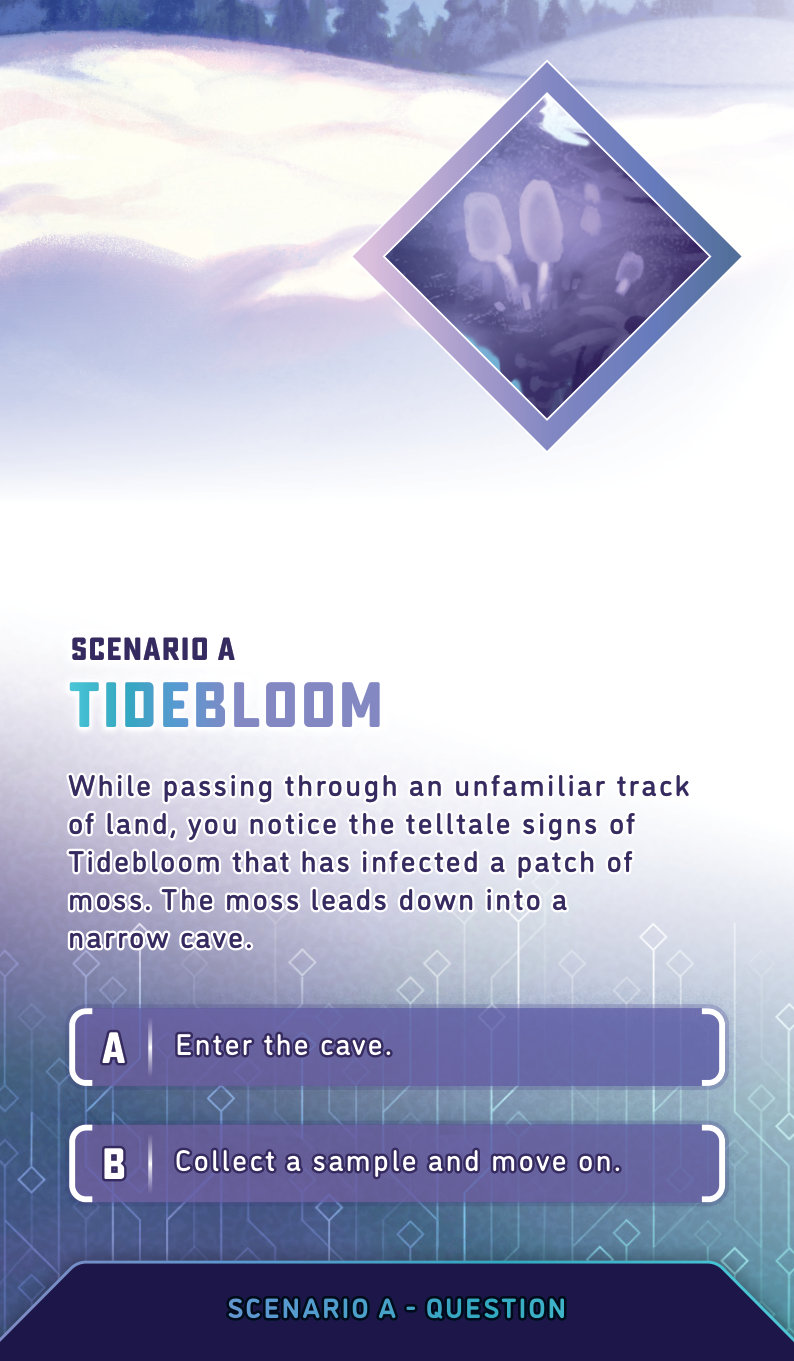 SCENARIO A
TIDEBLOOM
While passing through an unfamiliar track
of land, you notice the telltale signs of
Tidebloom that has infected a patch of
moss. The moss leads down into a
narrow cave.
A Enter the cave.
B Collect a sample and move on.
SCENARIO A - QUESTION